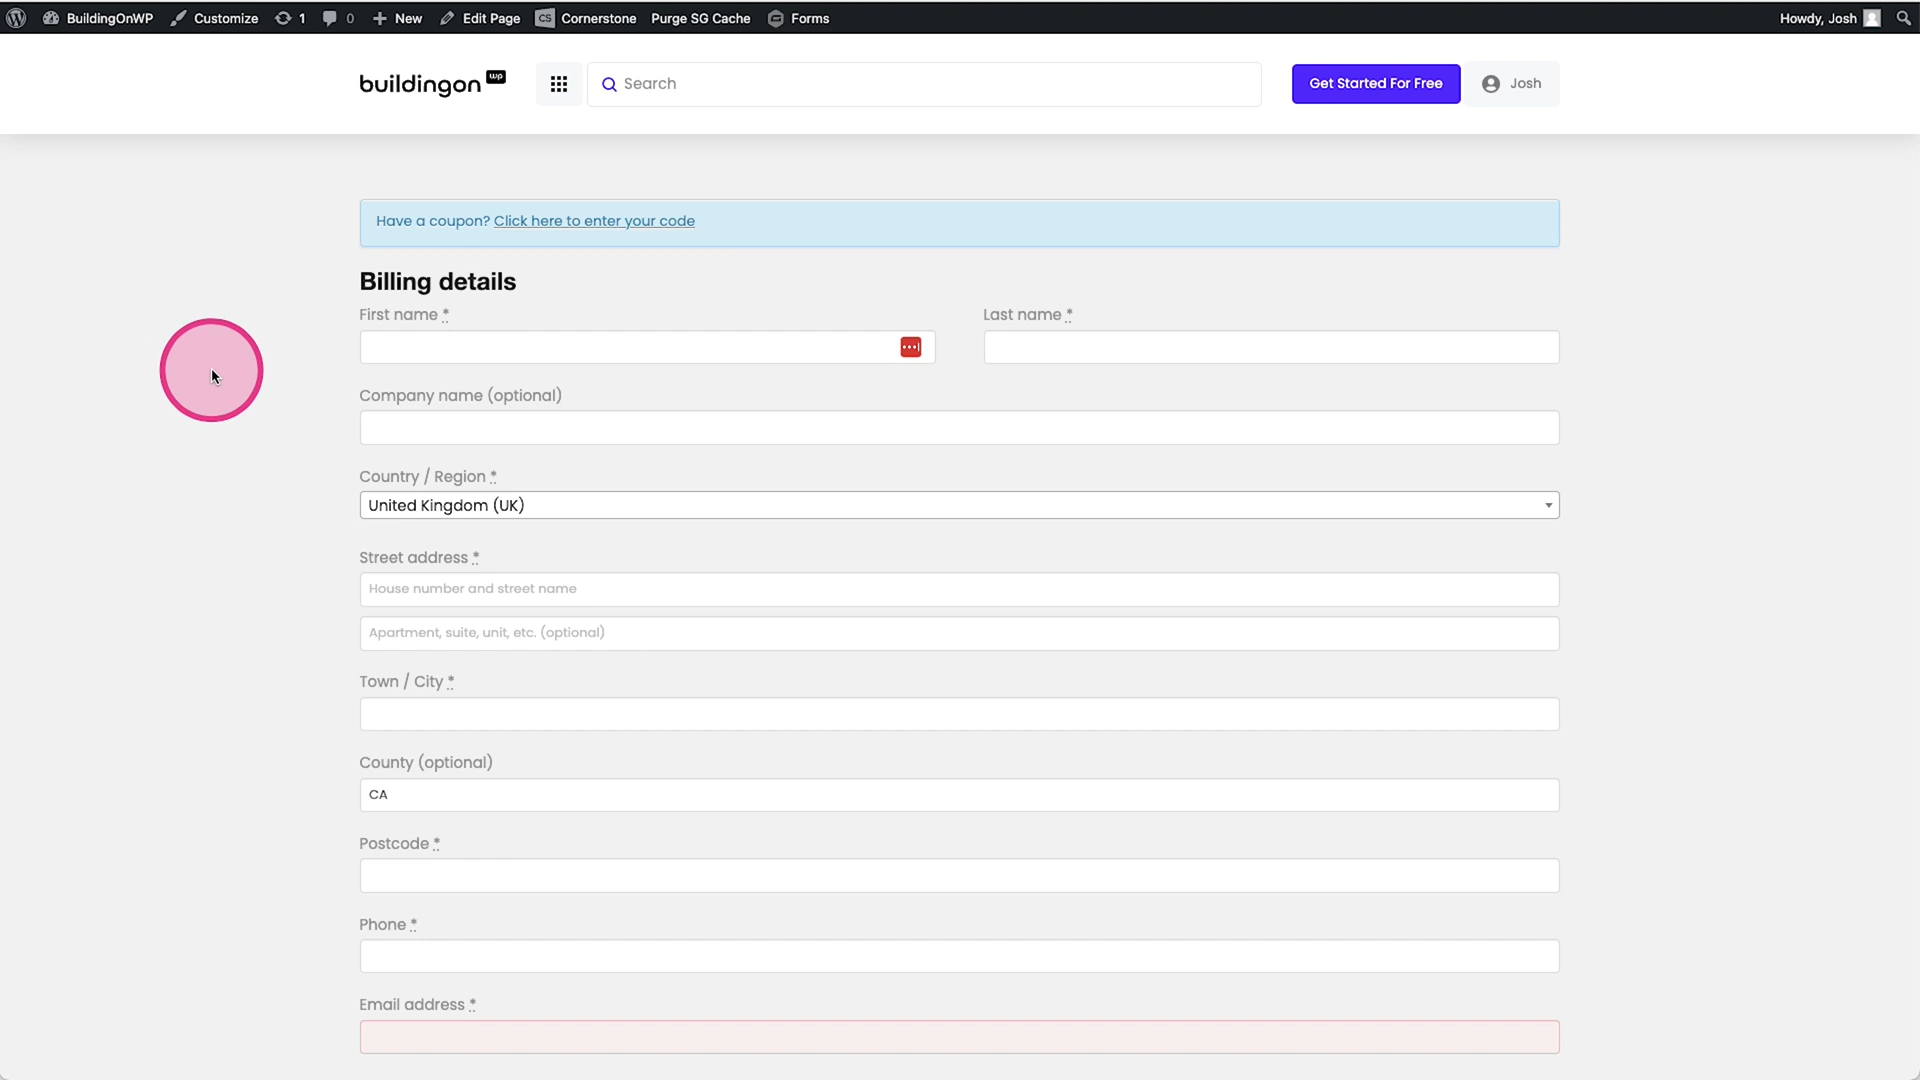 BuildingOnWP Customize 1 0 New Edit Page CS Cornerstone Purge SG Cache Forms Howdy, Josh
buildingon wp Search Get Started For Free Josh
Have a coupon? Click here to enter your code
Billing details
First name * Last name *
Company name (optional)
Country / Region *
United Kingdom (UK)
Street address *
House number and street name
Apartment, suite, unit, etc. (optional)
Town / City *
County (optional)
CA
Postcode *
Phone *
Email address *